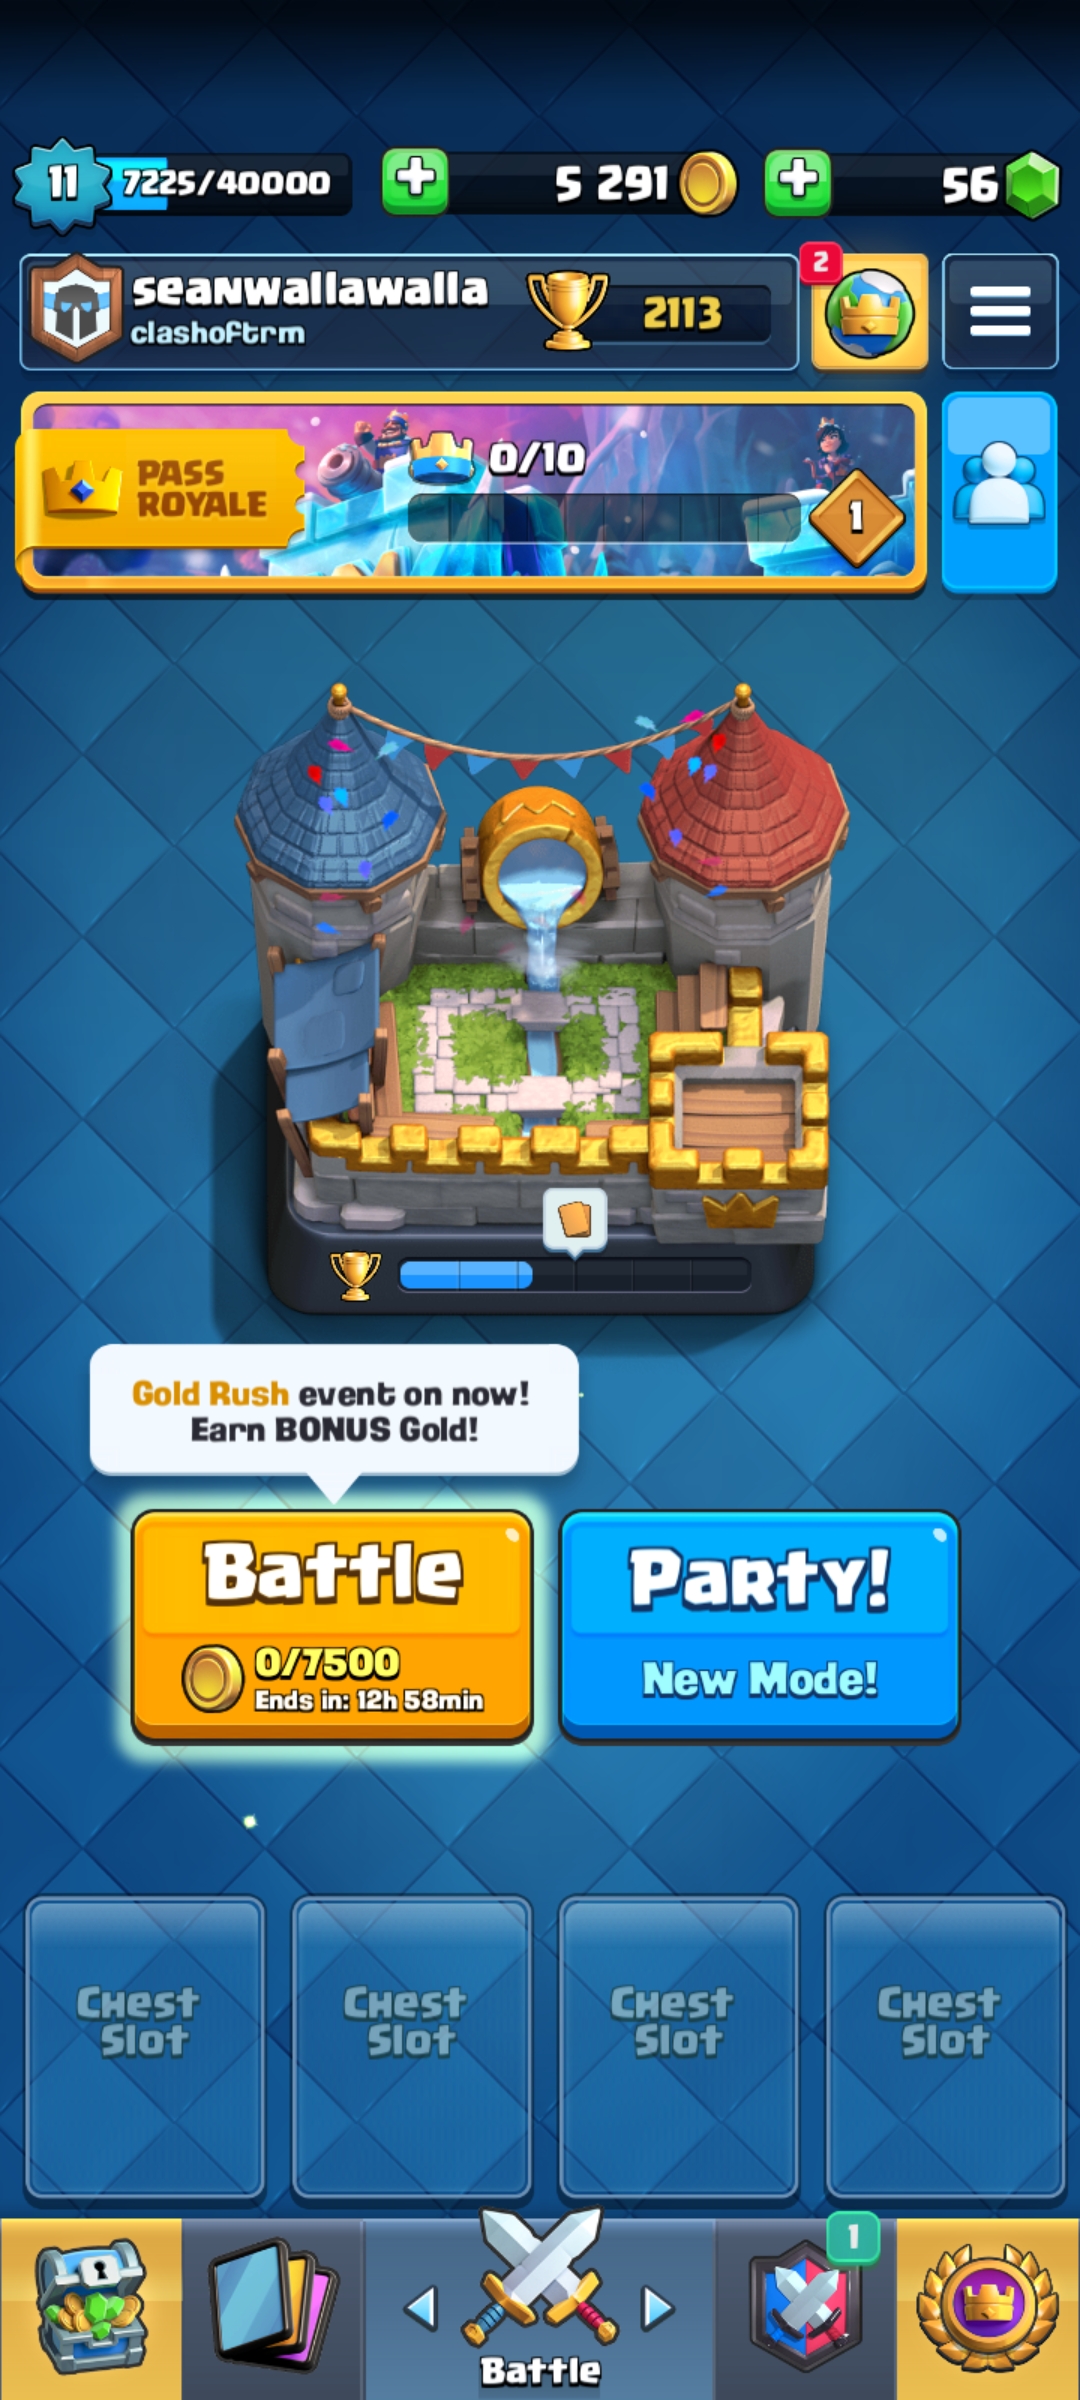 11
7225/40000
5 291
56
seanwallawalla
clashoftrm
2113
2
PASS
ROYALE
0/10
1
Gold Rush event on now!
Earn BONUS Gold!
Battle
0/7500
Ends in: 12h 58min
Party!
New Mode!
Chest
Slot
Chest
Slot
Chest
Slot
Chest
Slot
1
Battle